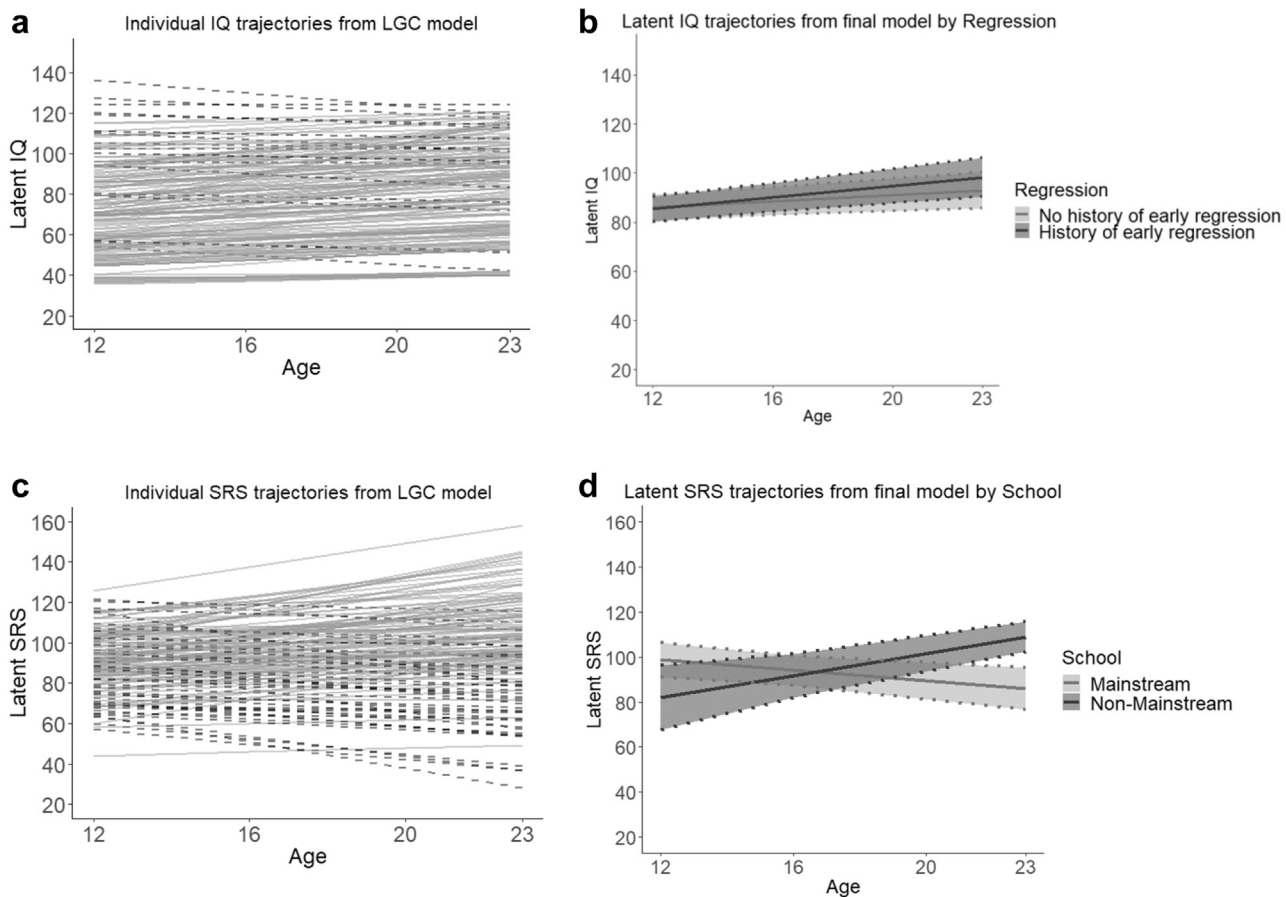 a
Individual IQ trajectories from LGC model
Latent IQ
140
120
100
80
60
40
20
12
16
20
23
Age
b
Latent IQ trajectories from final model by Regression
Latent IQ
140
120
100
80
60
40
20
12
16
20
23
Age
Regression
No history of early regression
History of early regression
c
Individual SRS trajectories from LGC model
Latent SRS
160
140
120
100
80
60
40
20
12
16
20
23
Age
d
Latent SRS trajectories from final model by School
Latent SRS
160
140
120
100
80
60
40
20
12
16
20
23
Age
School
Mainstream
Non-Mainstream